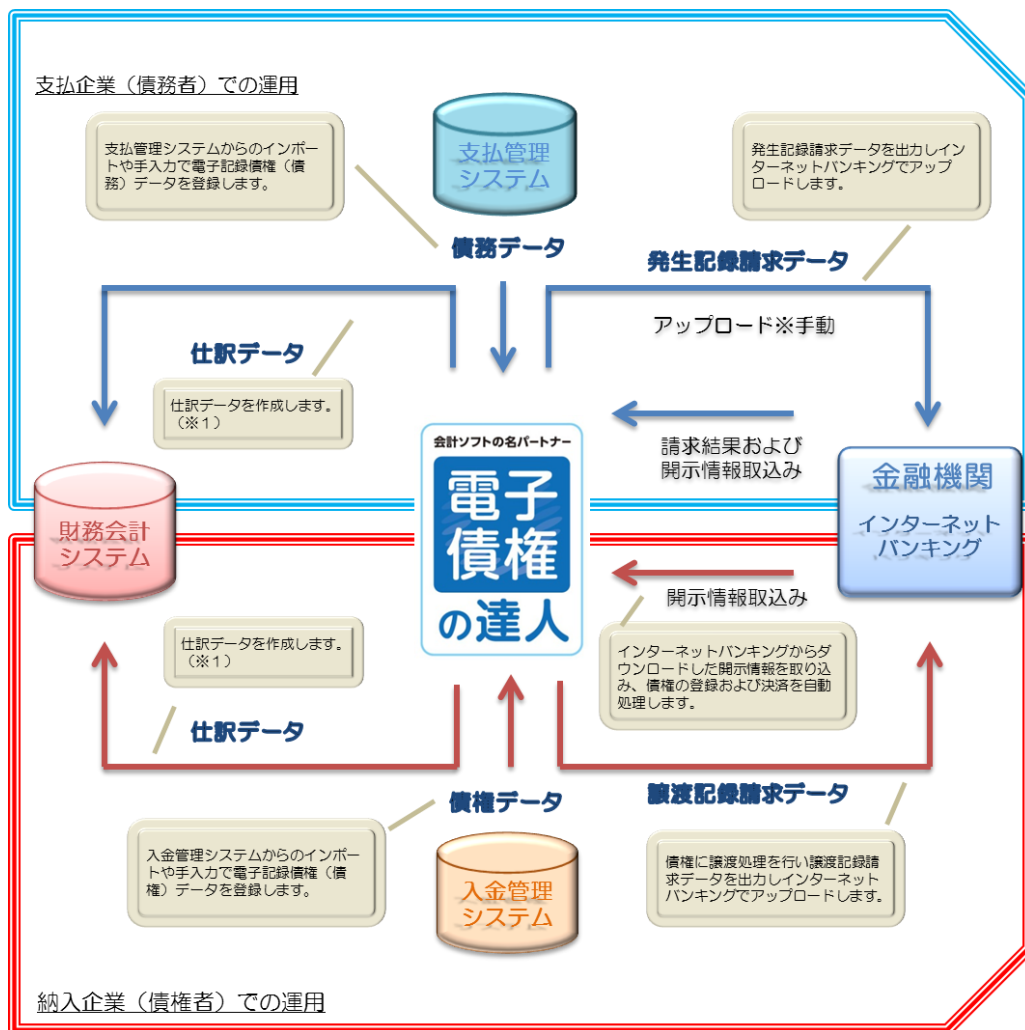 支払企業（債務者）での運用
支払管理システムからのインポー
トや手入力で電子記録債権（債
務）データを登録します。
支払管理
システム
発生記録請求データを出力しイン
ターネットバンキングでアップ
ロードします。
債務データ
発生記録請求データ
アップロード※手動
仕訳データ
仕訳データを作成します。
（※１）
請求結果および
開示情報取込み
会計ソフトの名パートナー
電子
債権
の達人
金融機関
インターネット
バンキング
財務会計
システム
開示情報取込み
仕訳データを作成します。
（※１）
インターネットバンキングからダ
ウンロードした開示情報を取り込
み、債権の登録および決済を自動
処理します。
仕訳データ
債権データ
譲渡記録請求データ
入金管理システムからのインポー
トや手入力で電子記録債権（債
権）データを登録します。
入金管理
システム
債権に譲渡処理を行い譲渡記録請
求データを出力しインターネット
バンキングでアップロードします。
納入企業（債権者）での運用